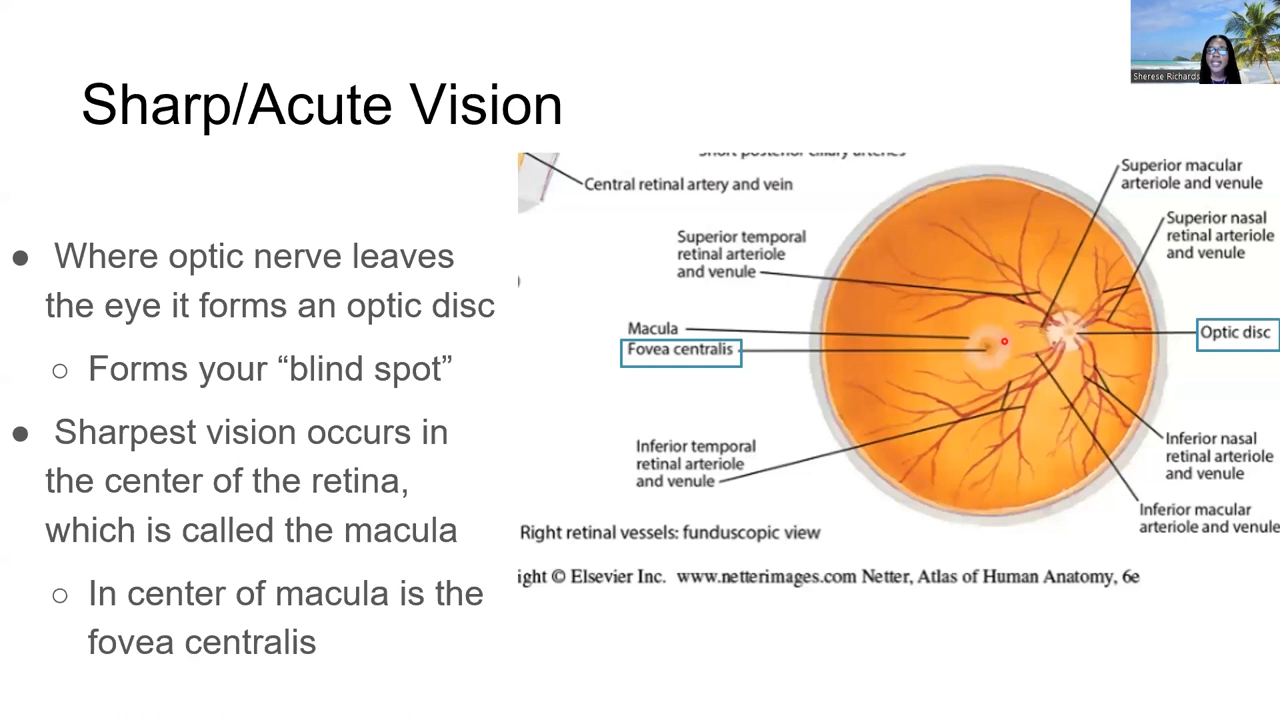 Sherese Richards
Sharp/Acute Vision
● Where optic nerve leaves
the eye it forms an optic disc
○ Forms your “blind spot”
● Sharpest vision occurs in
the center of the retina,
which is called the macula
○ In center of macula is the
fovea centralis
Short posterior ciliary arteries
Central retinal artery and vein
Superior temporal
retinal arteriole
and venule
Macula
Fovea centralis
Inferior temporal
retinal arteriole
and venule
Superior macular
arteriole and venule
Superior nasal
retinal arteriole
and venule
Optic disc
Inferior nasal
retinal arteriole
and venule
Inferior macular
arteriole and venule
Right retinal vessels: funduscopic view
ight © Elsevier Inc. www.netterimages.com Netter, Atlas of Human Anatomy, 6e